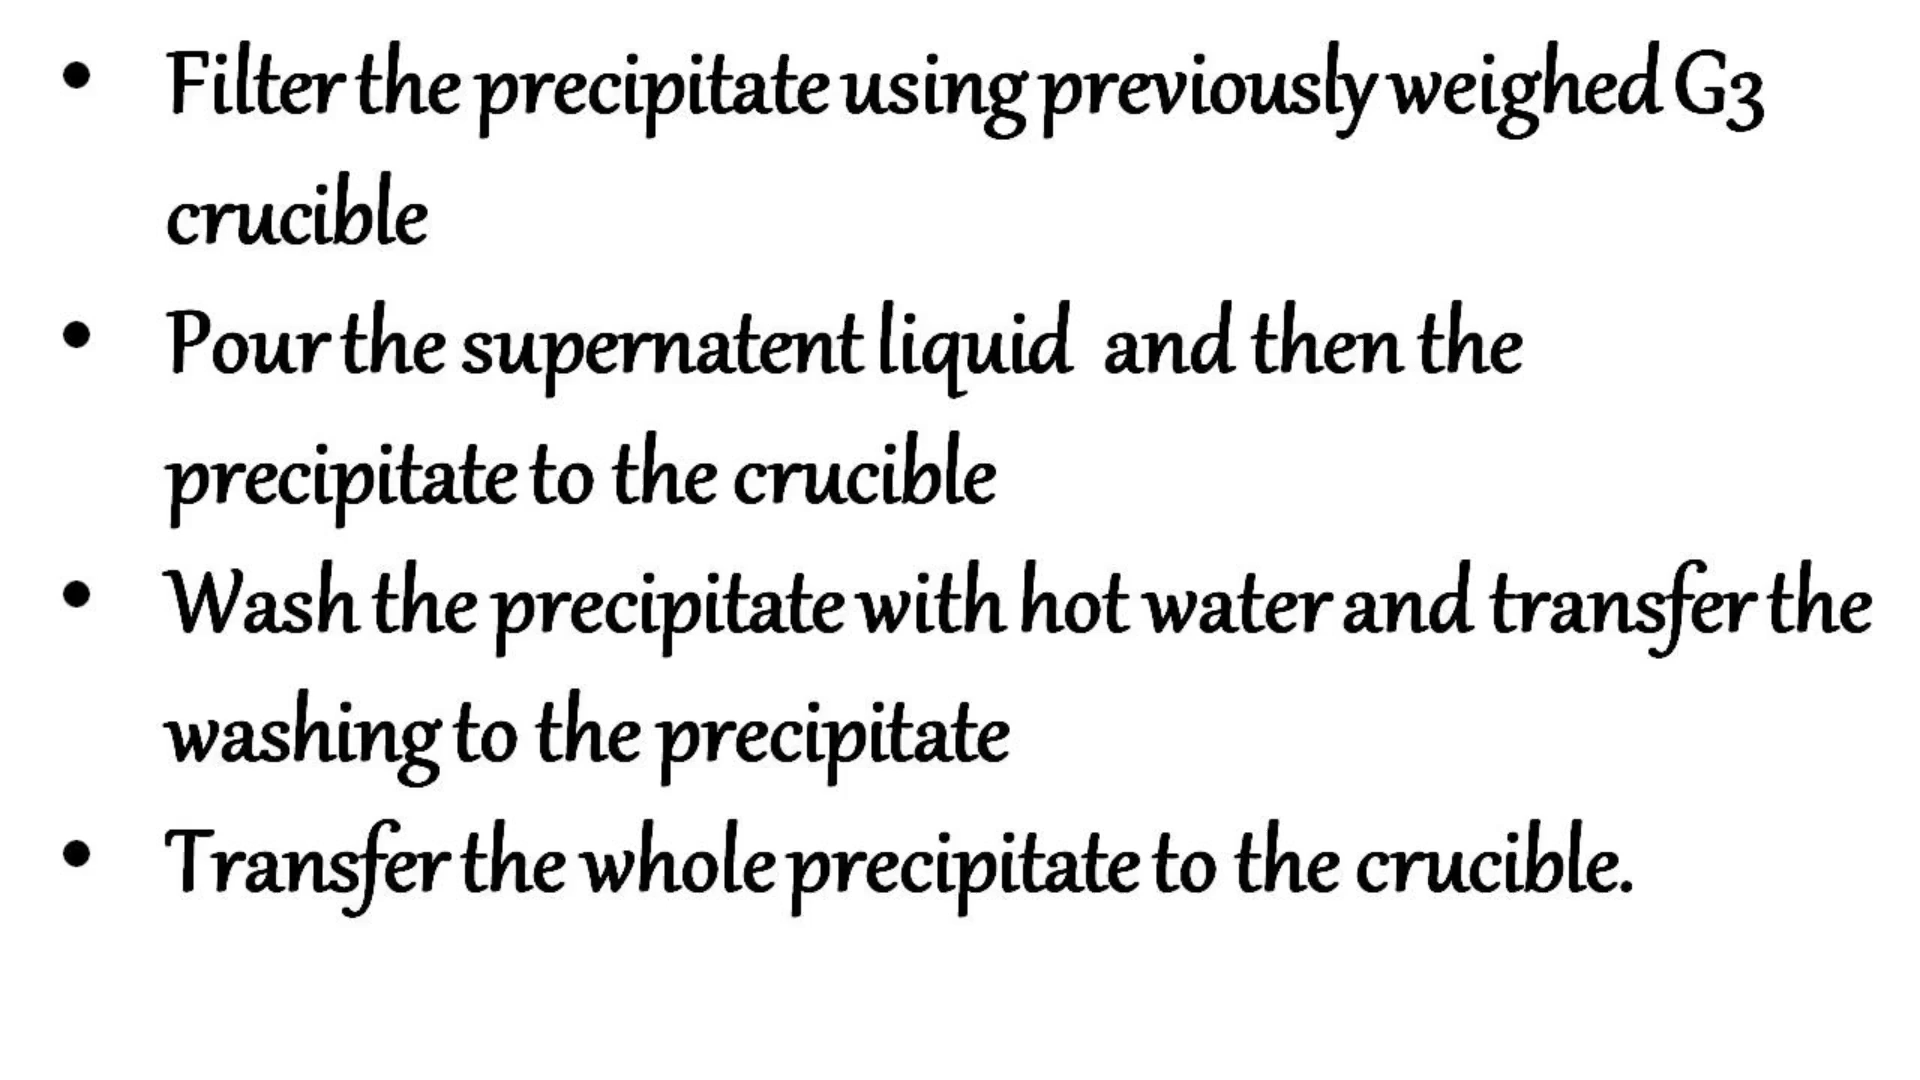 • Filter the precipitate using previously weighed G3
crucible
• Pour the supernatent liquid and then the
precipitate to the crucible
• Wash the precipitate with hot water and transfer the
washing to the precipitate
• Transfer the whole precipitate to the crucible.